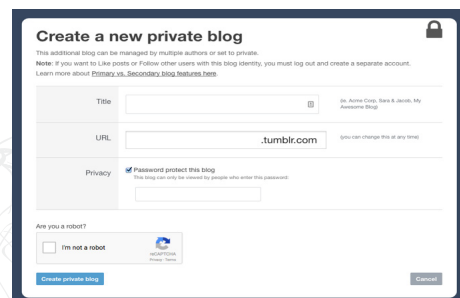 Create a new private blog
This additional blog can be managed by multiple authors or set to private.
Note: If you want to Like posts or Follow other users with this blog identity, you must log out and create a separate account.
Learn more about Primary vs. Secondary blog features here.
Title
(ex: Acme Corp, Sara & Jacob, My
Awesome Blog)
URL
.tumblr.com
(you can change this at any time)
Privacy
Password protect this blog
This blog can only be viewed by people who enter this password:
Are you a robot?
I'm not a robot
reCAPTCHA
Privacy - Terms
Create private blog
Cancel